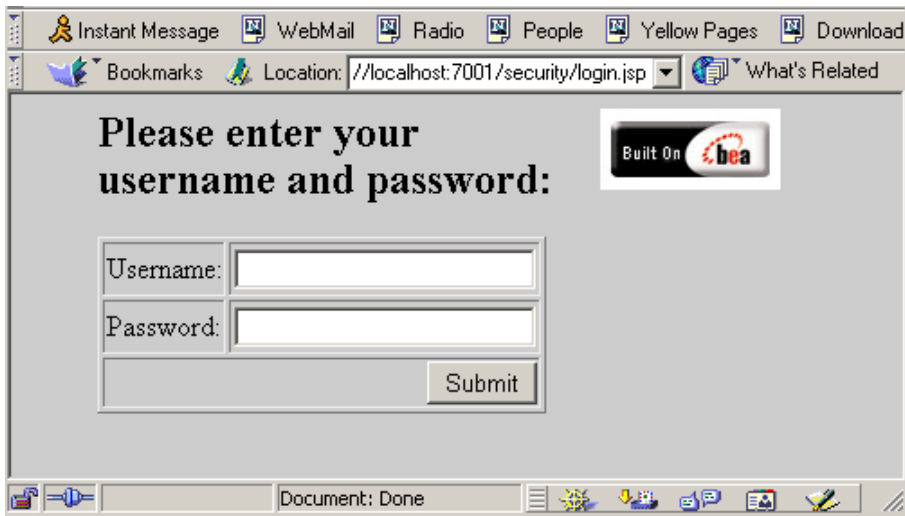 Instant Message WebMail Radio People Yellow Pages Download
Bookmarks Location: //localhost:7001/security/login.jsp What's Related
Please enter your
username and password:
Built On bea
Username:
Password:
Submit
Document: Done